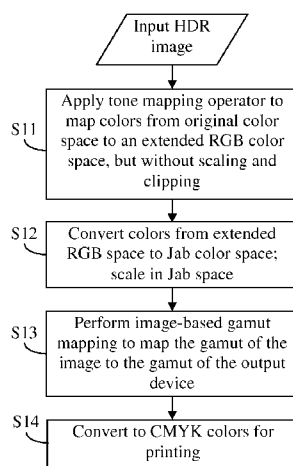 Input HDR
image
Apply tone mapping operator to
map colors from original color
space to an extended RGB color
space, but without scaling and
clipping
S11
Convert colors from extended
RGB space to Jab color space;
scale in Jab space
S12
Perform image-based gamut
mapping to map the gamut of the
image to the gamut of the output
device
S13
Convert to CMYK colors for
printing
S14